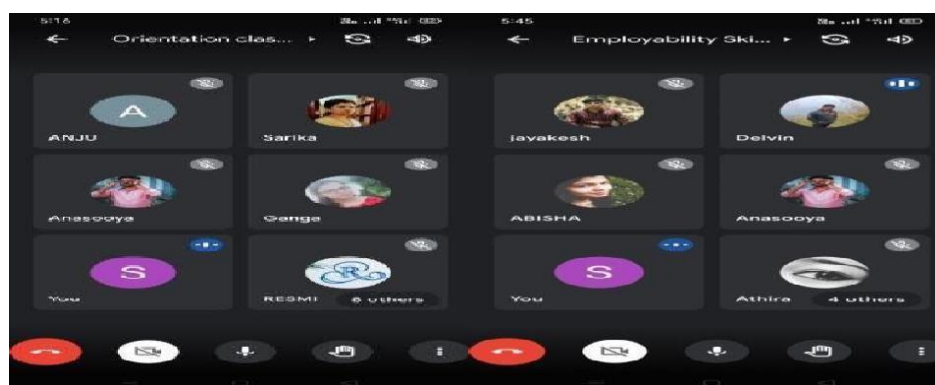 5:16
Orientation clas...
A
ANJU
Sarika
Anasooya
Ganga
S
You
R
RESMI
6 others
5:45
Employability Ski...
jayakesh
Delvin
ABISHA
Anasooya
S
You
Athira
4 others